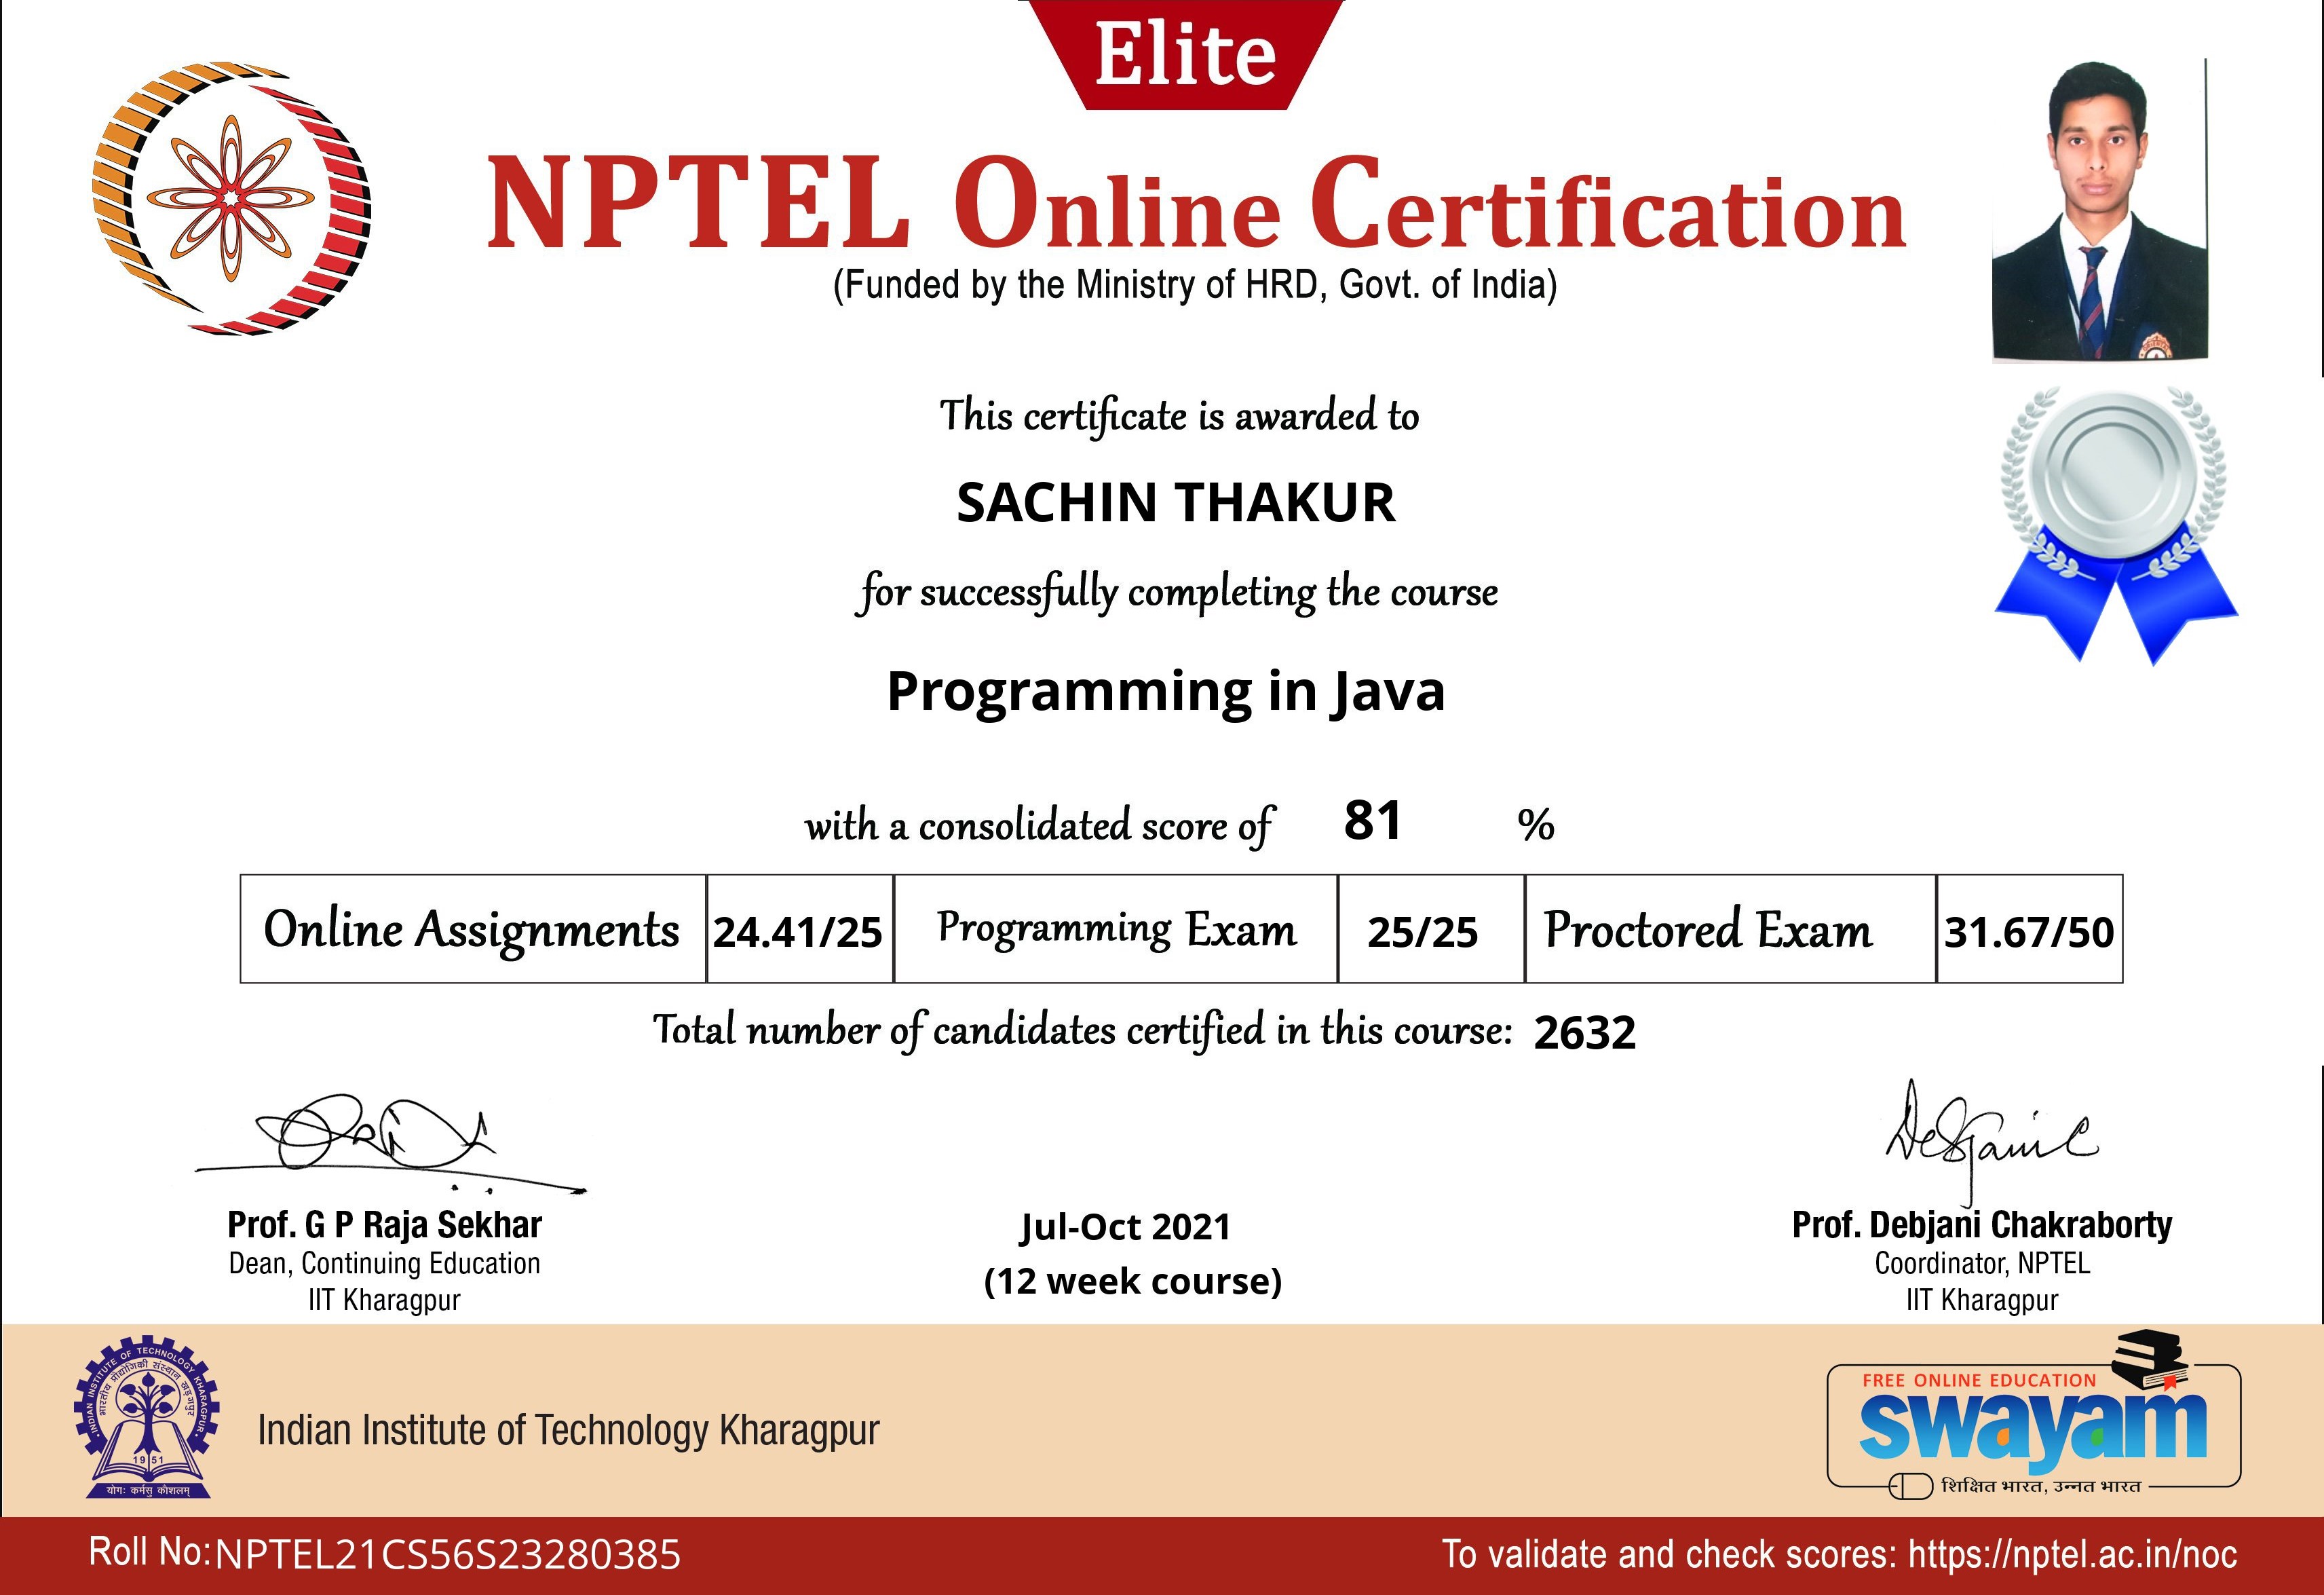 Elite
NPTEL Online Certification
(Funded by the Ministry of HRD, Govt. of India)
This certificate is awarded to
SACHIN THAKUR
for successfully completing the course
Programming in Java
with a consolidated score of 81 %
Online Assignments 24.41/25 Programming Exam 25/25 Proctored Exam 31.67/50
Total number of candidates certified in this course: 2632
Debjani C
Prof. G P Raja Sekhar
Dean, Continuing Education
IIT Kharagpur
Jul-Oct 2021
(12 week course)
Prof. Debjani Chakraborty
Coordinator, NPTEL
IIT Kharagpur
INDIAN INSTITUTE OF TECHNOLOGY KHARAGPUR
भारतीय प्रौद्योगिकी संस्थान खड़गपुर
1951
योगः कर्मसु कौशलम्
Indian Institute of Technology Kharagpur
FREE ONLINE EDUCATION
swayam
शिक्षित भारत, उन्नत भारत
Roll No:NPTEL21CS56S23280385
To validate and check scores: https://nptel.ac.in/noc